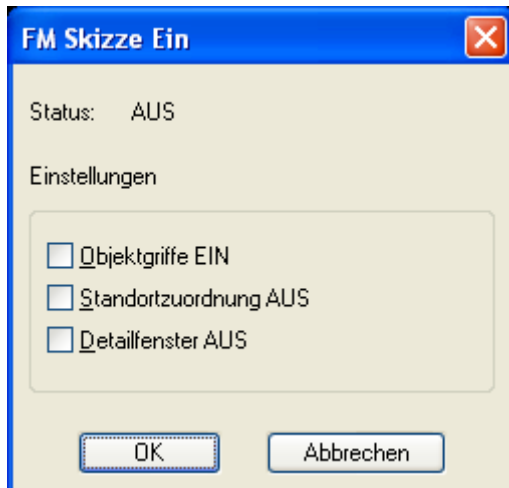 FM Skizze Ein
Status: AUS
Einstellungen
Objektgriffe EIN
Standortzuordnung AUS
Detailfenster AUS
OK Abbrechen